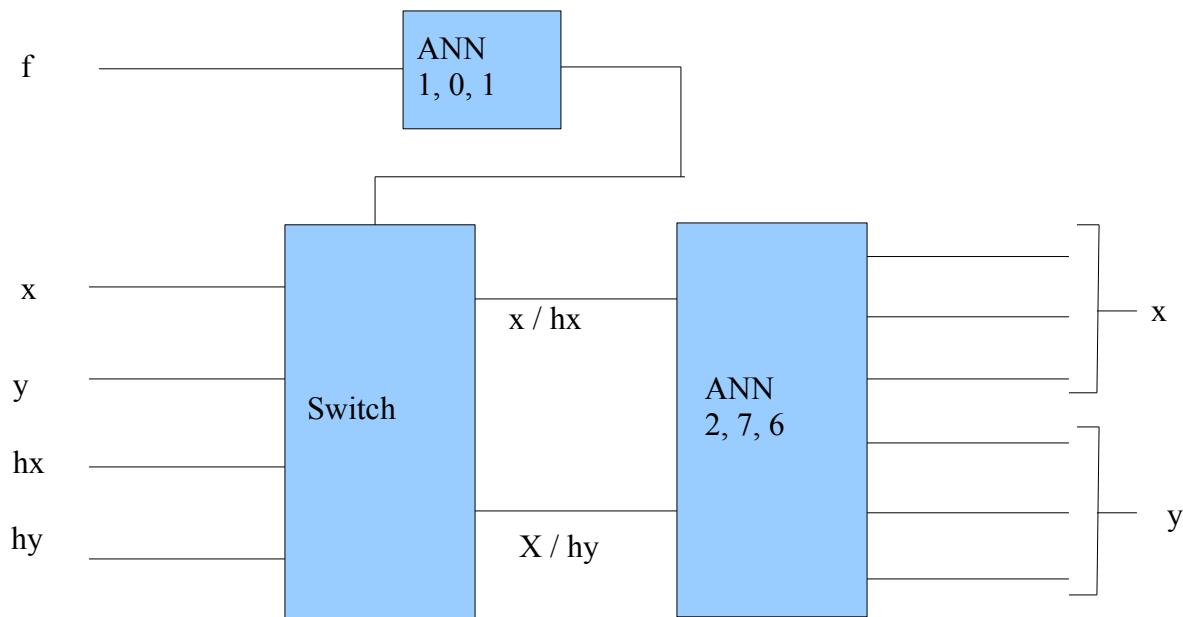 f
ANN
1, 0, 1
x
x / hx
x
y
Switch
ANN
2, 7, 6
hx
hy
X / hy
y